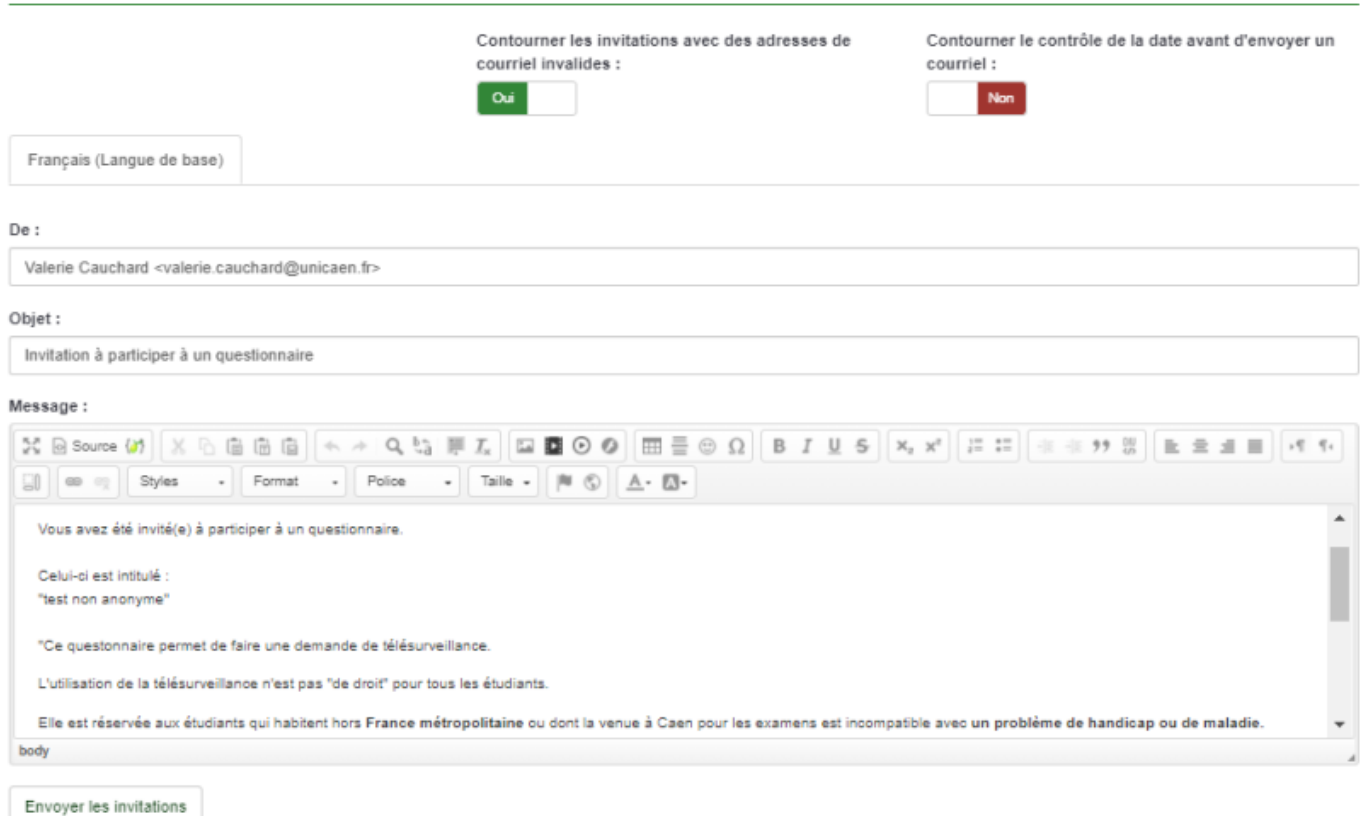 Contourner les invitations avec des adresses de
courriel invalides :
Oui
Contourner le contrôle de la date avant d'envoyer un
courriel :
Non
Français (Langue de base)
De :
Valerie Cauchard <valerie.cauchard@unicaen.fr>
Objet :
Invitation à participer à un questionnaire
Message :
Source
B I U S
Styles
Format
Police
Taille
Vous avez été invité(e) à participer à un questionnaire.
Celui-ci est intitulé :
"test non anonyme"
"Ce questonnaire permet de faire une demande de télésurveillance.
L'utilisation de la télésurveillance n'est pas "de droit" pour tous les étudiants.
Elle est réservée aux étudiants qui habitent hors France métropolitaine ou dont la venue à Caen pour les examens est incompatible avec un problème de handicap ou de maladie.
body
Envoyer les invitations